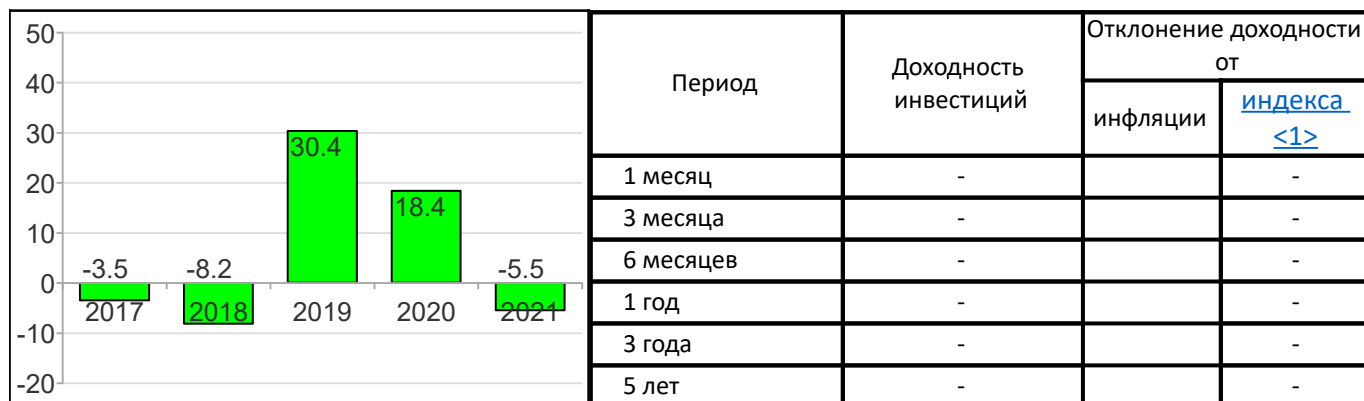 50
40
30
20
10
0
-10
-20
-3.5
-8.2
30.4
18.4
-5.5
2017
2018
2019
2020
2021
Период
Доходность
инвестиций
Отклонение доходности
от
инфляции
индекса
<1>
1 месяц - -
3 месяца - -
6 месяцев - -
1 год - -
3 года - -
5 лет - -